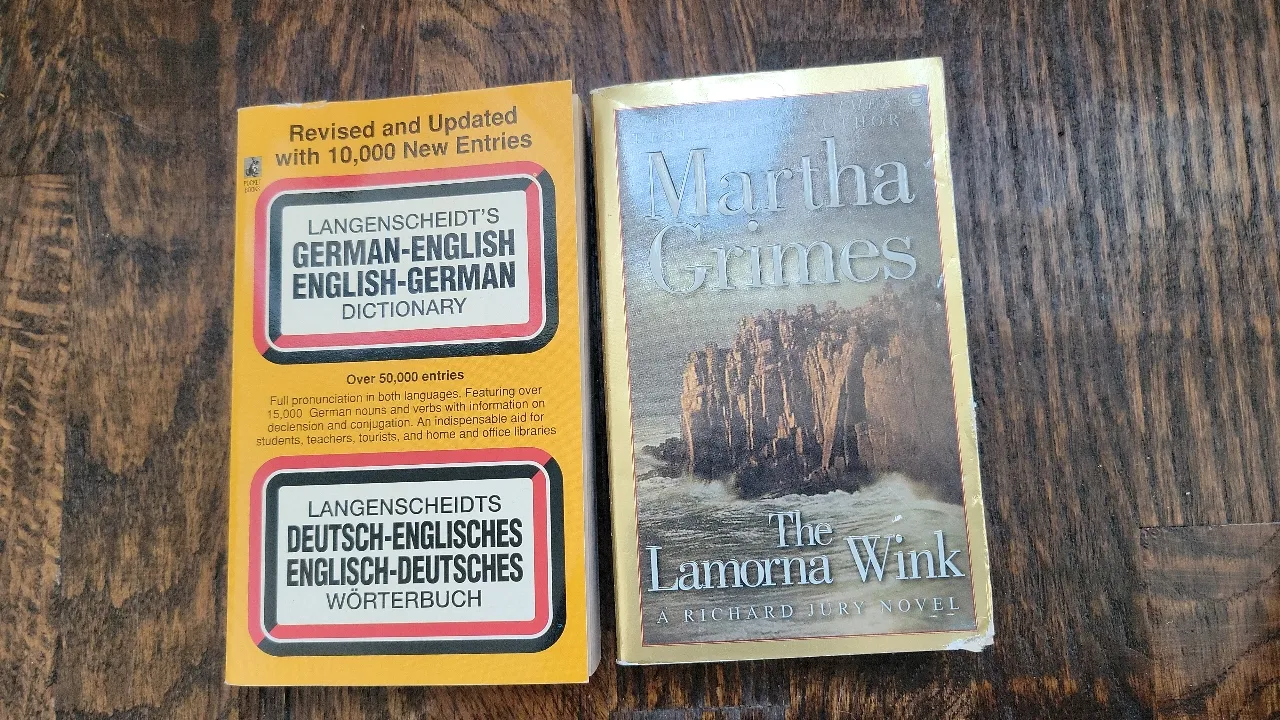 Revised and Updated
with 10,000 New Entries
POCKET
BOOKS
LANGENSCHEIDT'S
GERMAN-ENGLISH
ENGLISH-GERMAN
DICTIONARY
Over 50,000 entries
Full pronunciation in both languages. Featuring over
15,000 German nouns and verbs with information on
declension and conjugation. An indispensable aid for
students, teachers, tourists, and home and office libraries
LANGENSCHEIDTS
DEUTSCH-ENGLISCHES
ENGLISCH-DEUTSCHES
WÖRTERBUCH
Martha
Grimes
The
Lamorna Wink
A RICHARD JURY NOVEL